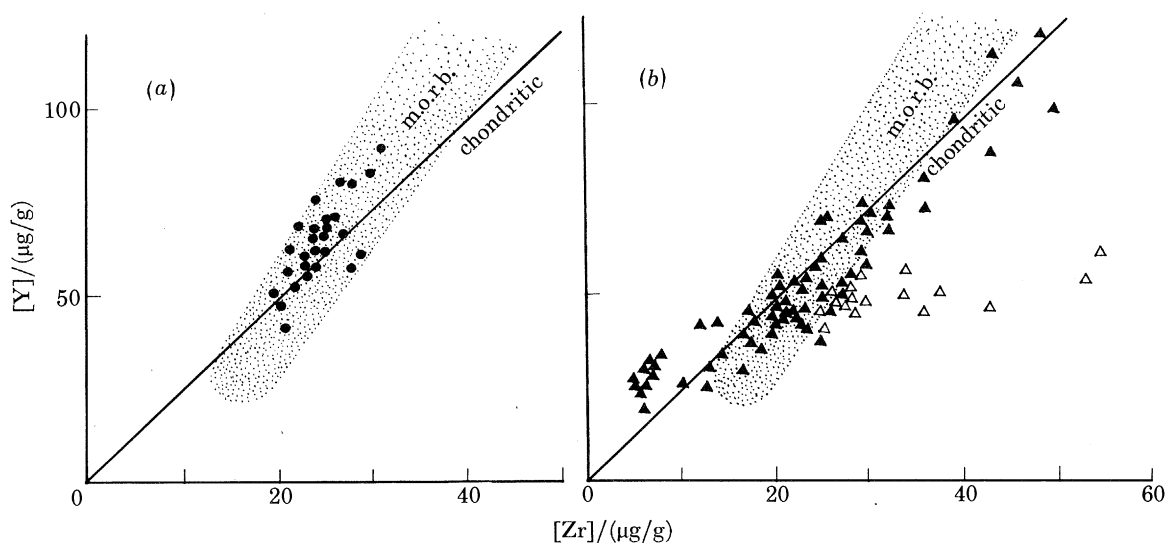 (a)
(b)
100
50
m.o.r.b.
chondritic
m.o.r.b.
chondritic
[Y]/(µg/g)
0
20
40
0
20
40
60
[Zr]/(µg/g)